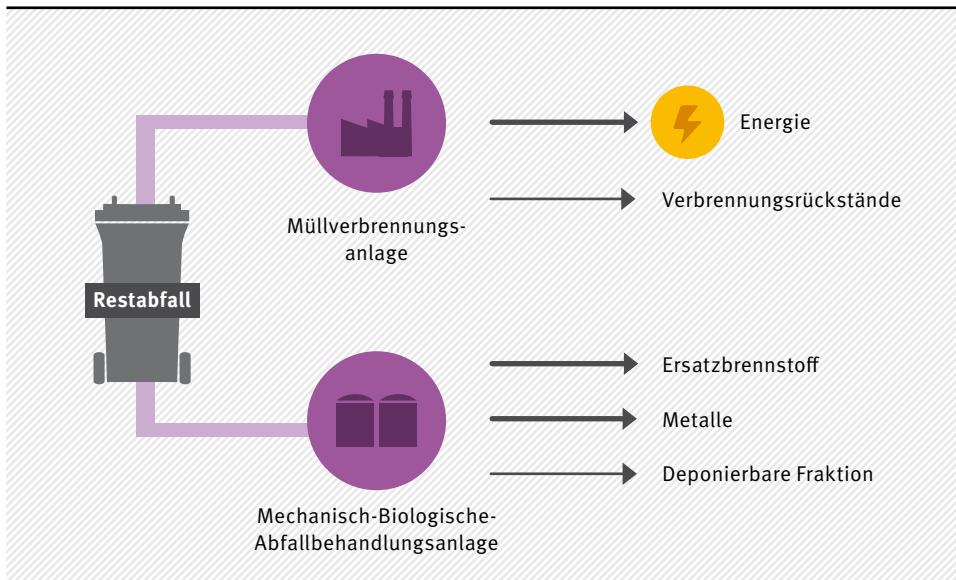 Restabfall
Müllverbrennungs-
anlage
Energie
Verbrennungsrückstände
Mechanisch-Biologische-
Abfallbehandlungsanlage
Ersatzbrennstoff
Metalle
Deponierbare Fraktion